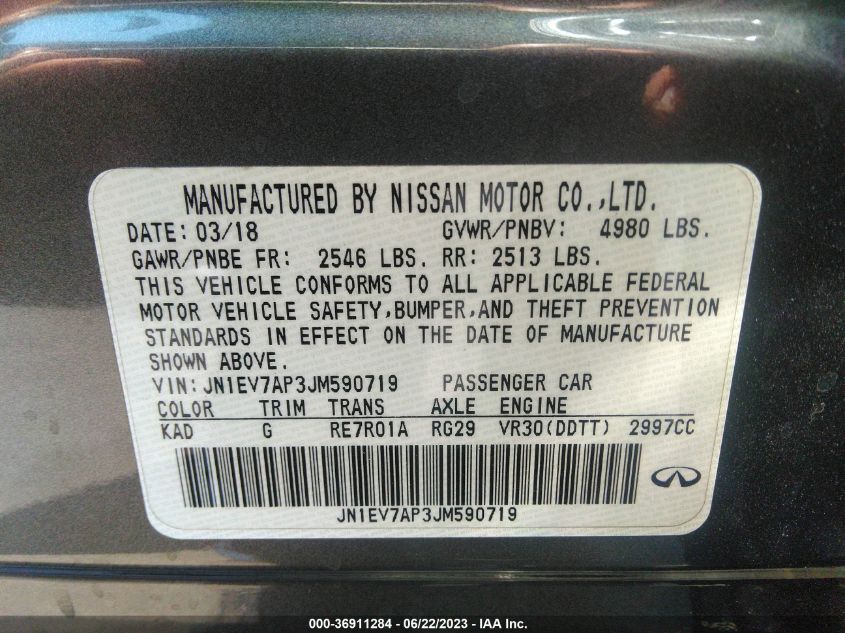 MANUFACTURED BY NISSAN MOTOR CO.,LTD.
DATE: 03/18 GVWR/PNBV: 4980 LBS.
GAWR/PNBE FR: 2546 LBS. RR: 2513 LBS.
THIS VEHICLE CONFORMS TO ALL APPLICABLE FEDERAL
MOTOR VEHICLE SAFETY,BUMPER,AND THEFT PREVENTION
STANDARDS IN EFFECT ON THE DATE OF MANUFACTURE
SHOWN ABOVE.
VIN:JN1EV7AP3JM590719 PASSENGER CAR
COLOR TRIM TRANS AXLE ENGINE
KAD G RE7R01A RG29 VR30(DDTT) 2997CC
JN1EV7AP3JM590719
000-36911284 - 06/22/2023 - IAA Inc.